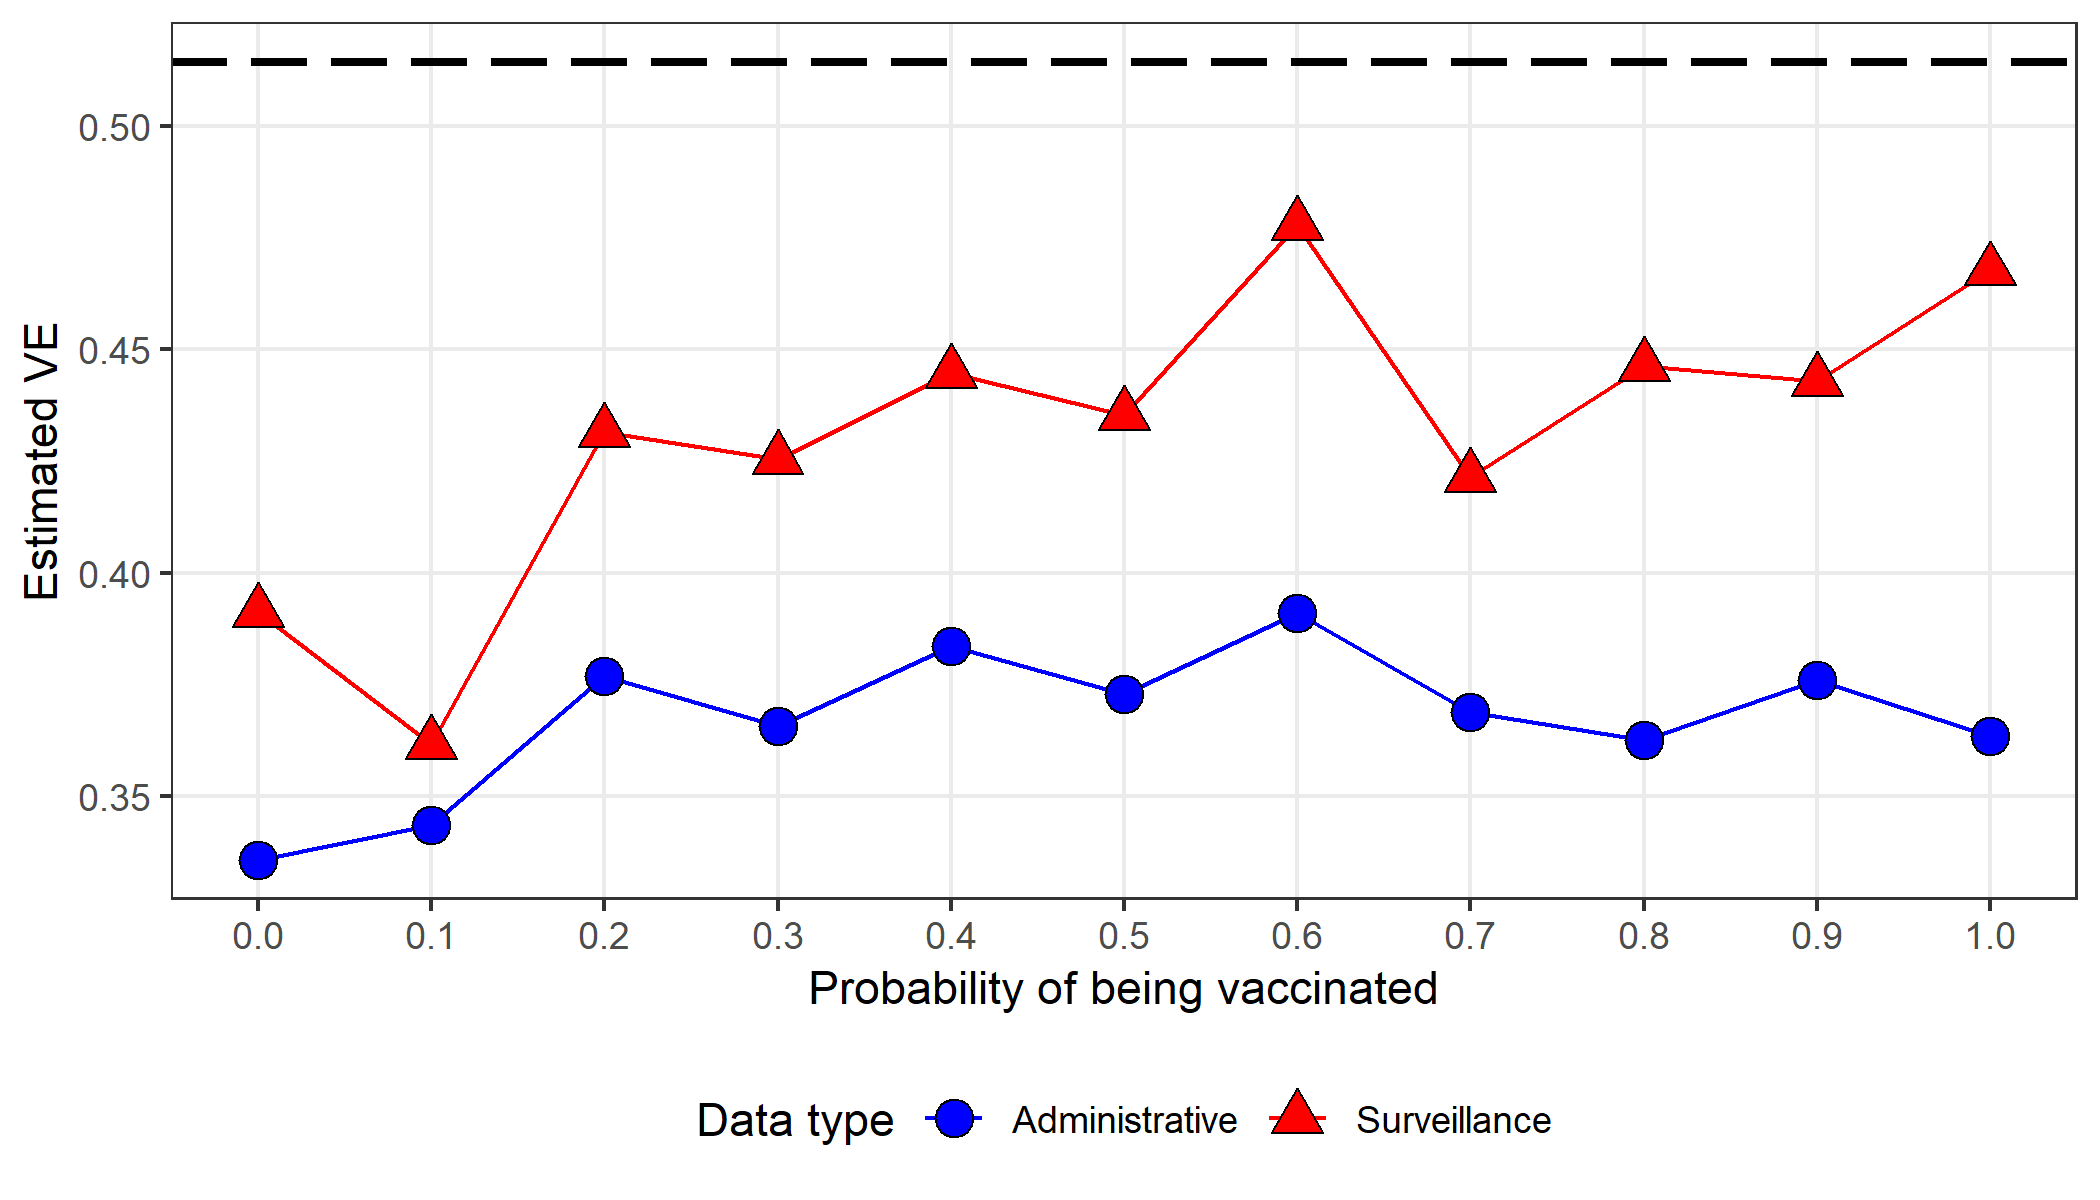 0.50
0.45
0.40
0.35
Estimated VE
0.0 0.1 0.2 0.3 0.4 0.5 0.6 0.7 0.8 0.9 1.0
Probability of being vaccinated
Data type Administrative Surveillance